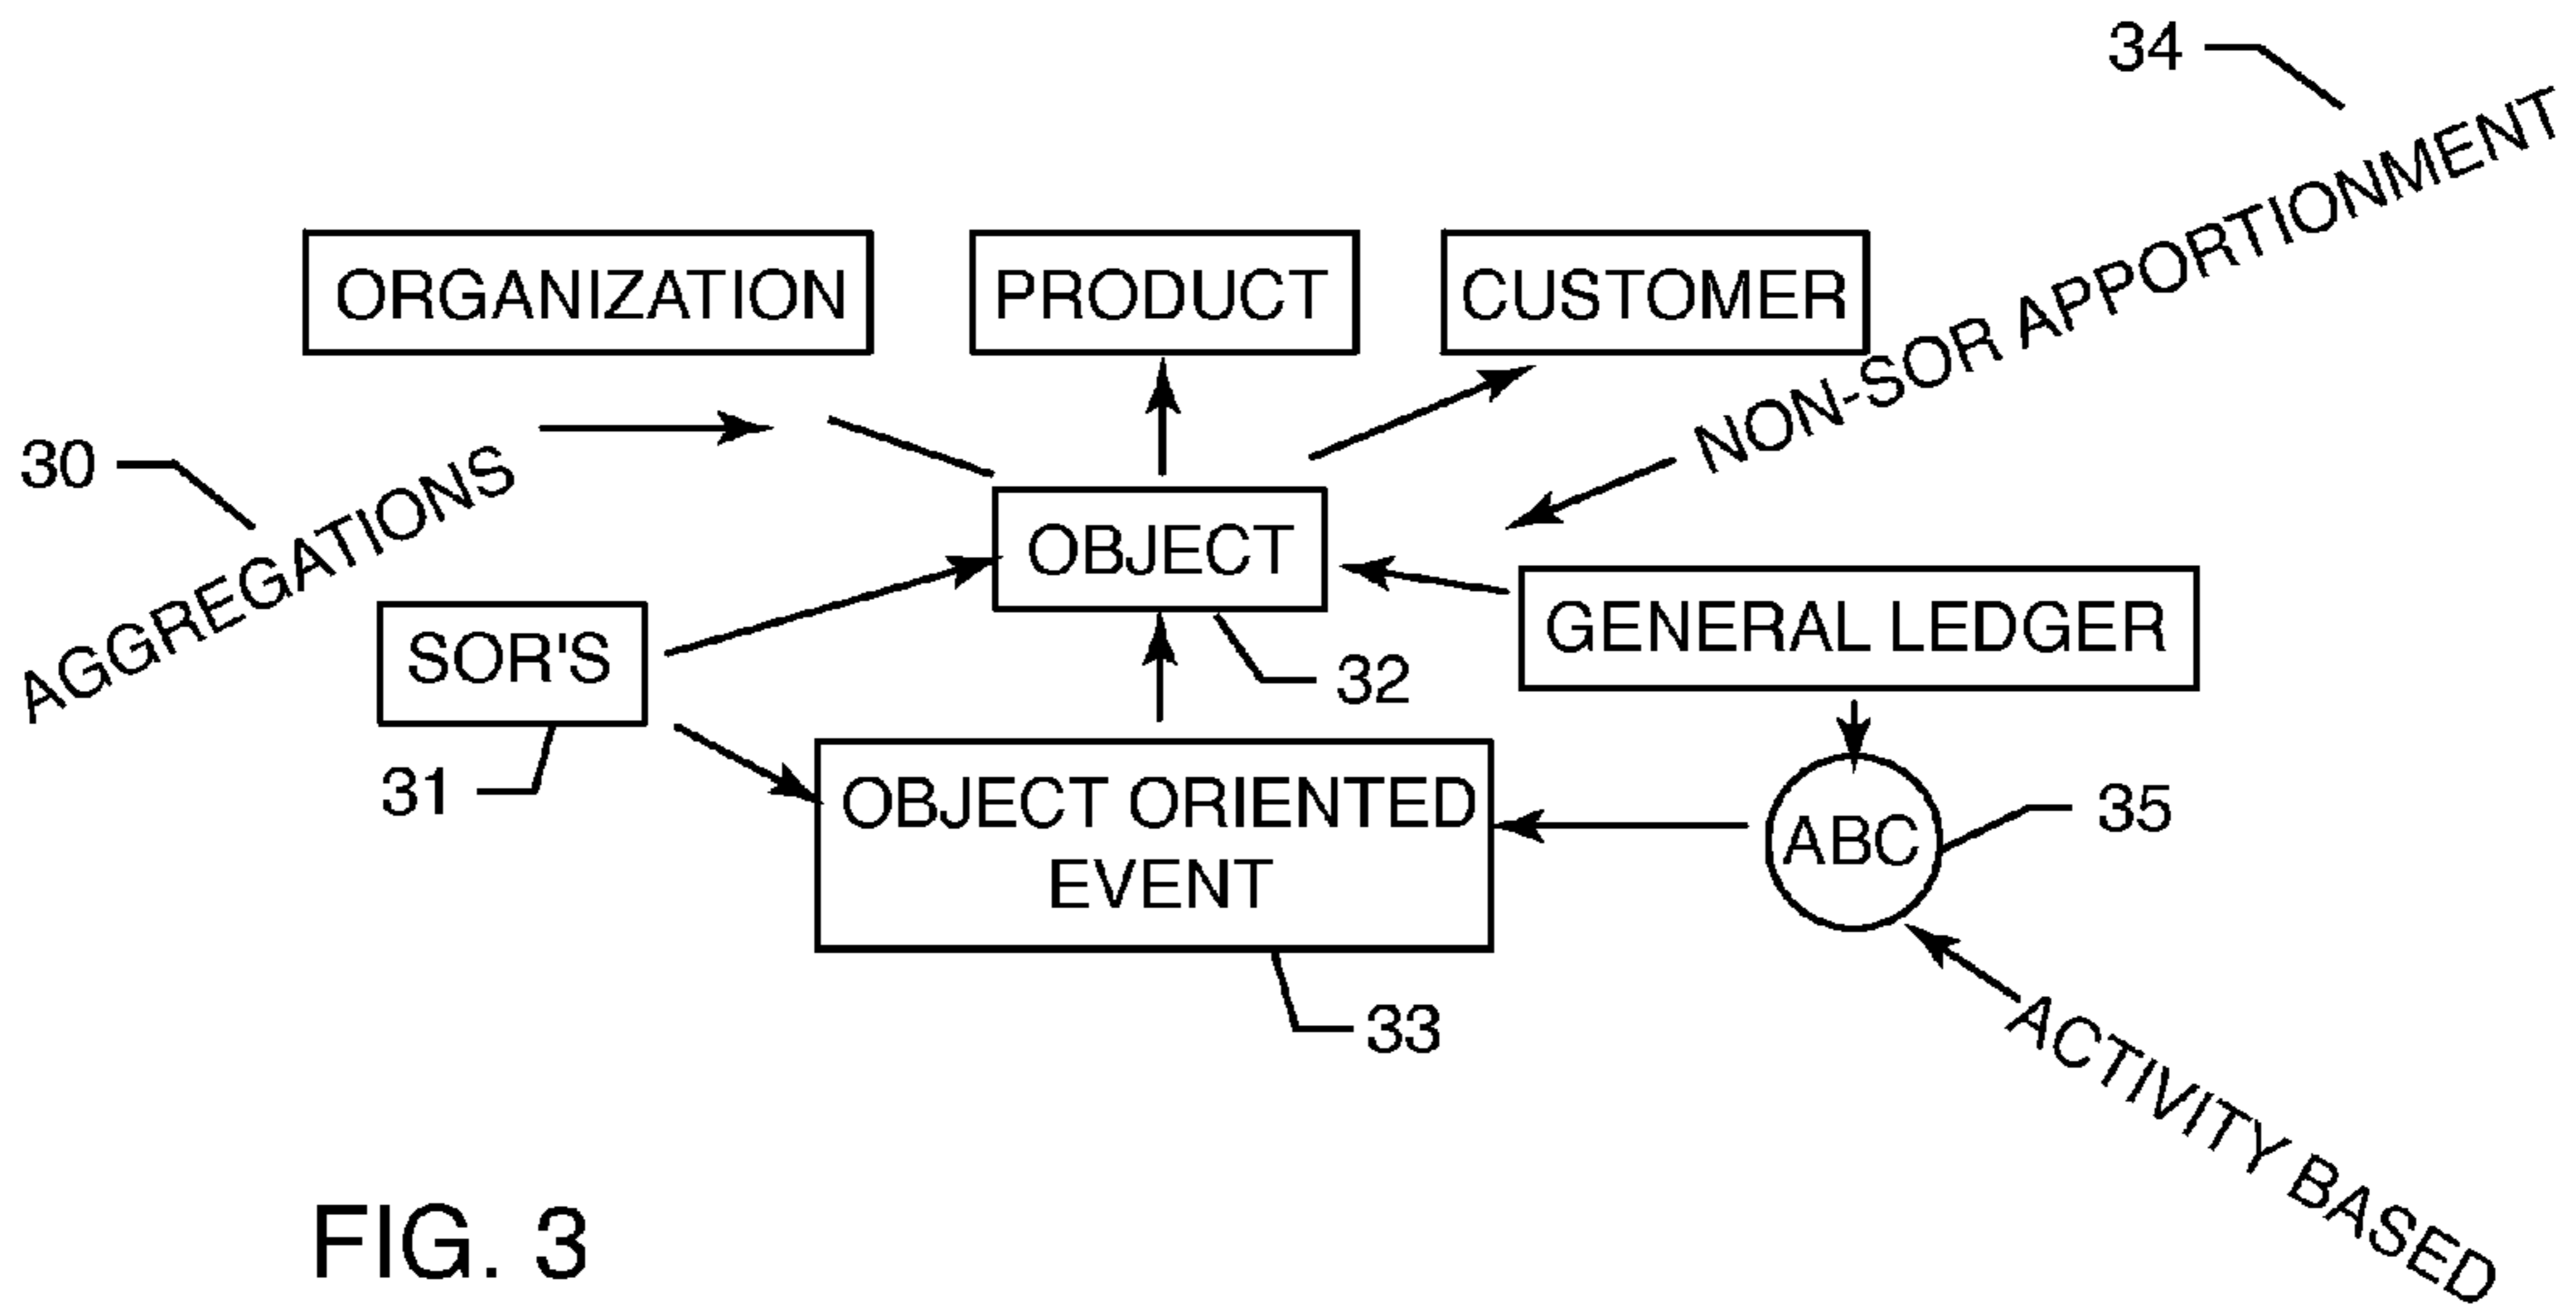 34
NON-SOR APPORTIONMENT
ORGANIZATION
PRODUCT
CUSTOMER
30
AGGREGATIONS
OBJECT
SOR'S
GENERAL LEDGER
32
31
OBJECT ORIENTED
EVENT
ABC
35
33
ACTIVITY BASED
FIG. 3